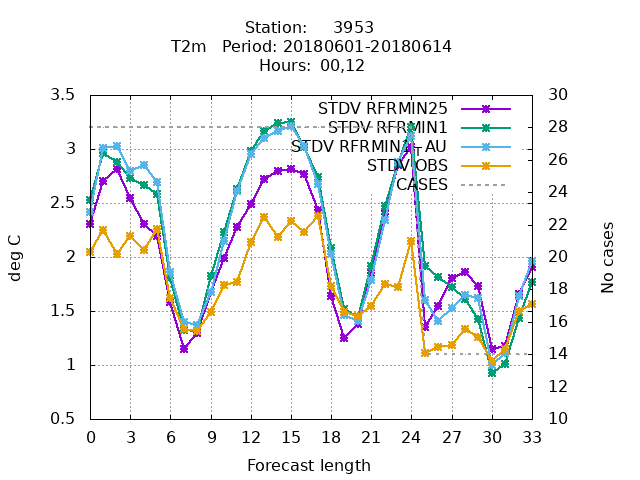 Station: 3953
T2m Period: 20180601-20180614
Hours: 00,12
3.5
3
2.5
2
1.5
1
0.5
deg C
30
28
26
24
22
20
18
16
14
12
10
No cases
STDV RFRMIN25
STDV RFRMIN1
STDV RFRMIN1+AU
STDV OBS
CASES
0 3 6 9 12 15 18 21 24 27 30 33
Forecast length